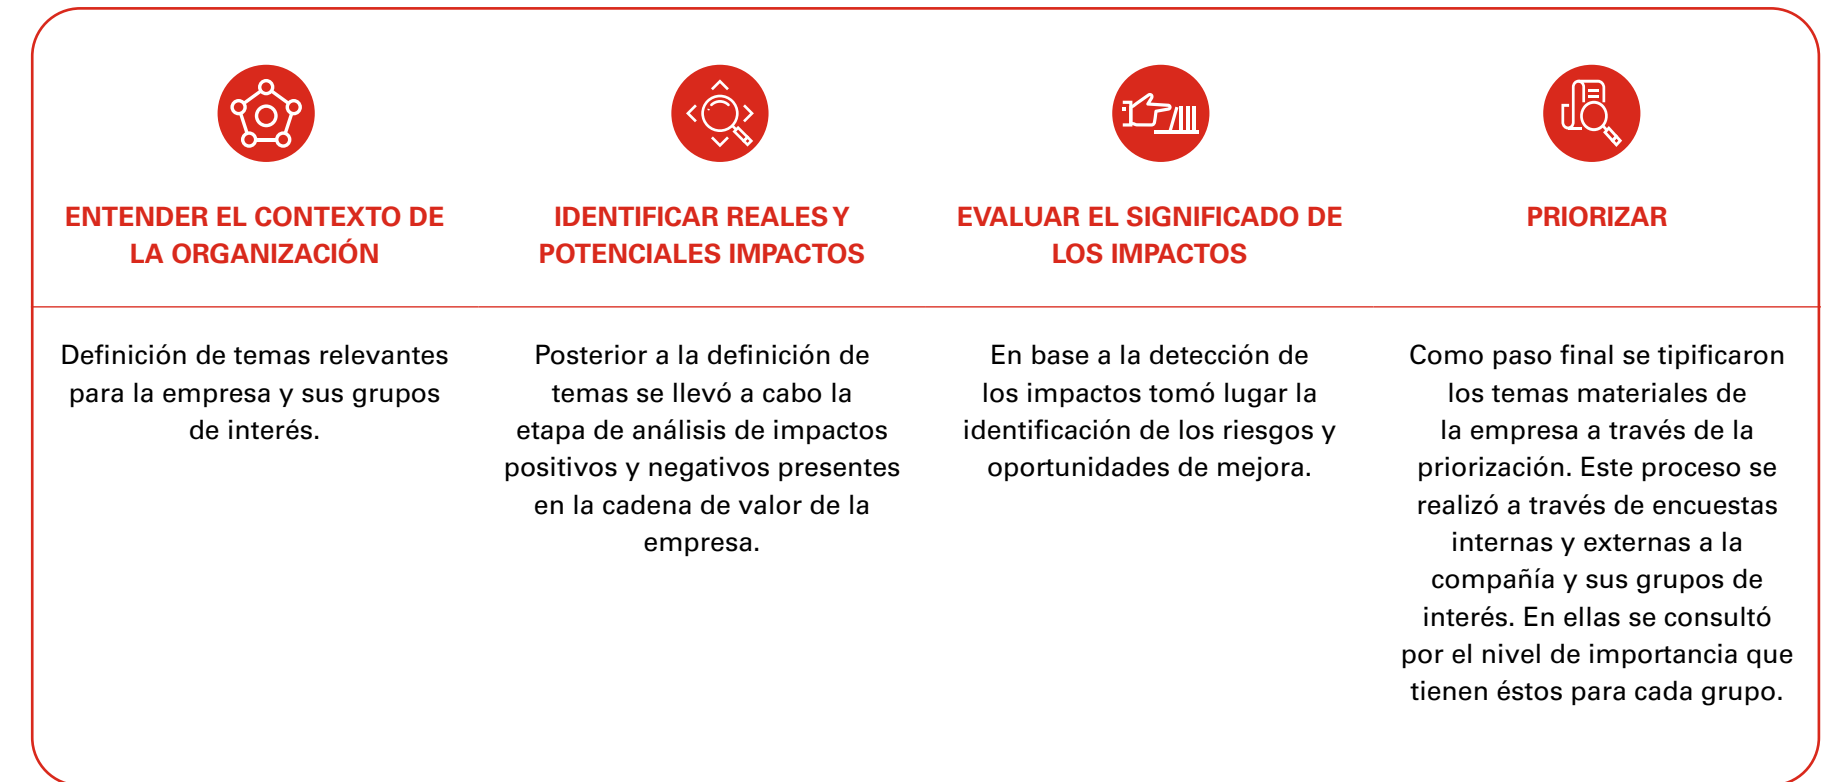 ENTENDER EL CONTEXTO DE
LA ORGANIZACIÓN
Definición de temas relevantes
para la empresa y sus grupos
de interés.
IDENTIFICAR REALES Y
POTENCIALES IMPACTOS
Posterior a la definición de
temas se llevó a cabo la
etapa de análisis de impactos
positivos y negativos presentes
en la cadena de valor de la
empresa.
EVALUAR EL SIGNIFICADO DE
LOS IMPACTOS
En base a la detección de
los impactos tomó lugar la
identificación de los riesgos y
oportunidades de mejora.
PRIORIZAR
Como paso final se tipificaron
los temas materiales de
la empresa a través de la
priorización. Este proceso se
realizó a través de encuestas
internas y externas a la
compañía y sus grupos de
interés. En ellas se consultó
por el nivel de importancia que
tienen éstos para cada grupo.